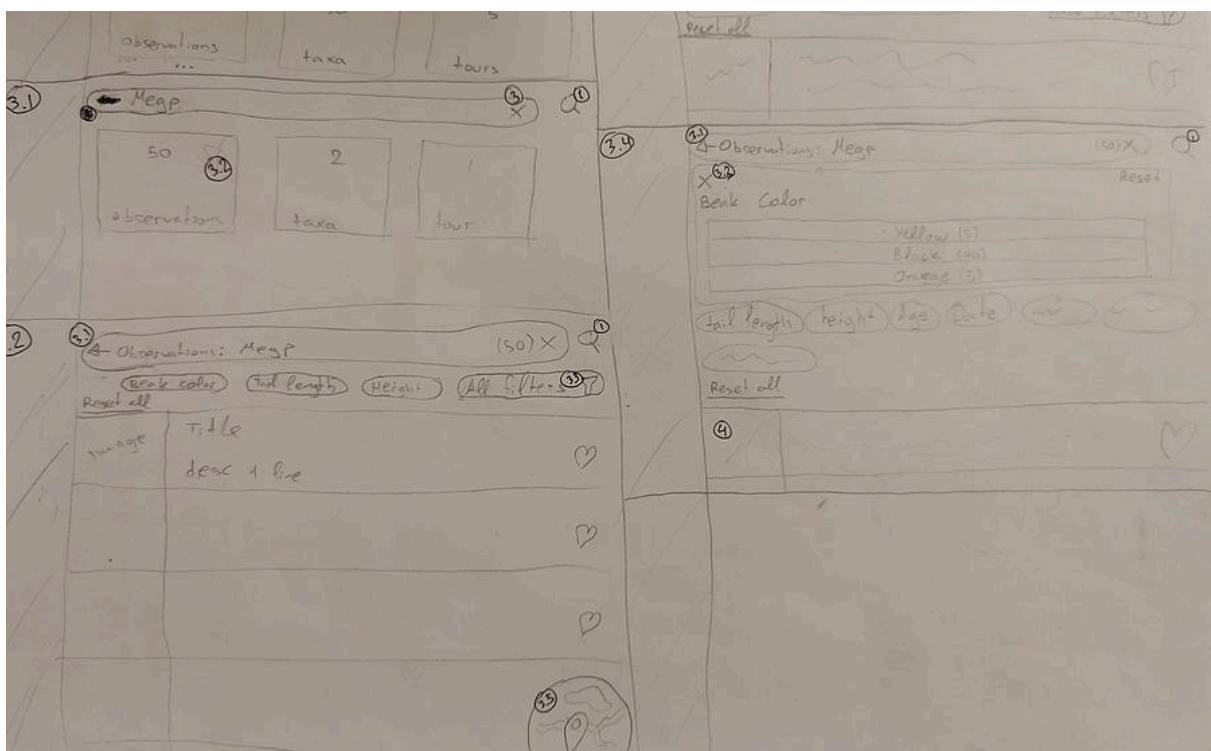 5
observations
taxa
tours
...
3.1
← Megp
3
X
1
50
3.2
observations
2
taxa
1
tour
.2
Observations: Megp
(50) X
1
Beak color
Tail length
Height
All filters
3.3
Reset all
image
Title
desc 1 line
3.5
Reset all
3.4
3.1
Observations: Megp
(50) X
1
X
Reset
Beak Color
Yellow (5)
Black (40)
Orange (5)
tail length
height
Age
Date
Reset all
4